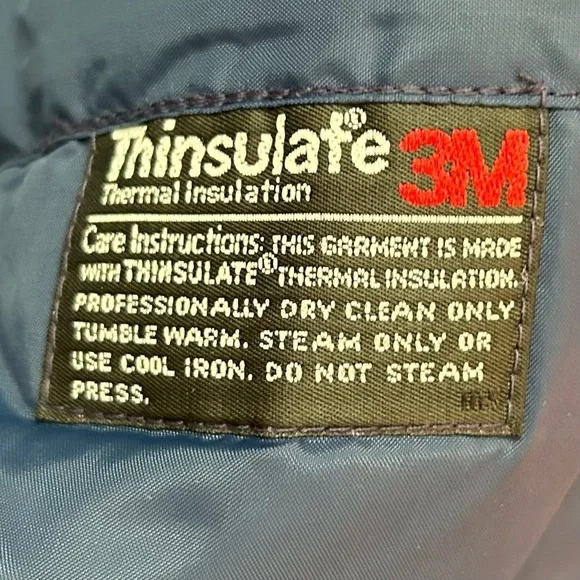 Thinsulate® 3M
Thermal Insulation
Care Instructions: THIS GARMENT IS MADE
WITH THINSULATE® THERMAL INSULATION.
PROFESSIONALLY DRY CLEAN ONLY
TUMBLE WARM. STEAM ONLY OR
USE COOL IRON. DO NOT STEAM
PRESS.